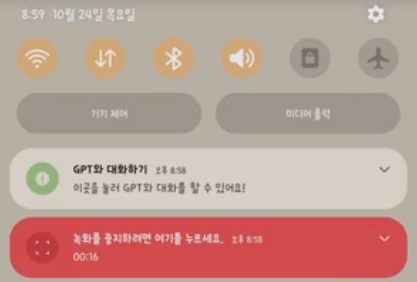 8:59 10월 24일 목요일
기기 제어
미디어 출력
GPT와 대화하기 오후 8:58
이곳을 눌러 GPT와 대화를 할 수 있어요!
녹화를 중지하려면 여기를 누르세요. 오후 8:58
00:16